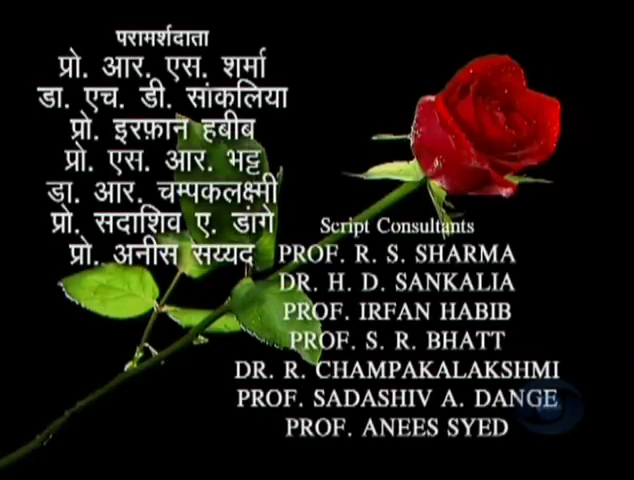 परामर्शदाता
प्रो. आर. एस. शर्मा
डा. एच. डी. सांकलिया
प्रो. इरफ़ान हबीब
प्रो. एस. आर. भट्ट
डा. आर. चम्पकलक्ष्मी
प्रो. सदाशिव ए. डांगे
प्रो. अनीस सय्यद
Script Consultants
PROF. R. S. SHARMA
DR. H. D. SANKALIA
PROF. IRFAN HABIB
PROF. S. R. BHATT
DR. R. CHAMPAKALAKSHMI
PROF. SADASHIV A. DANGE
PROF. ANEES SYED